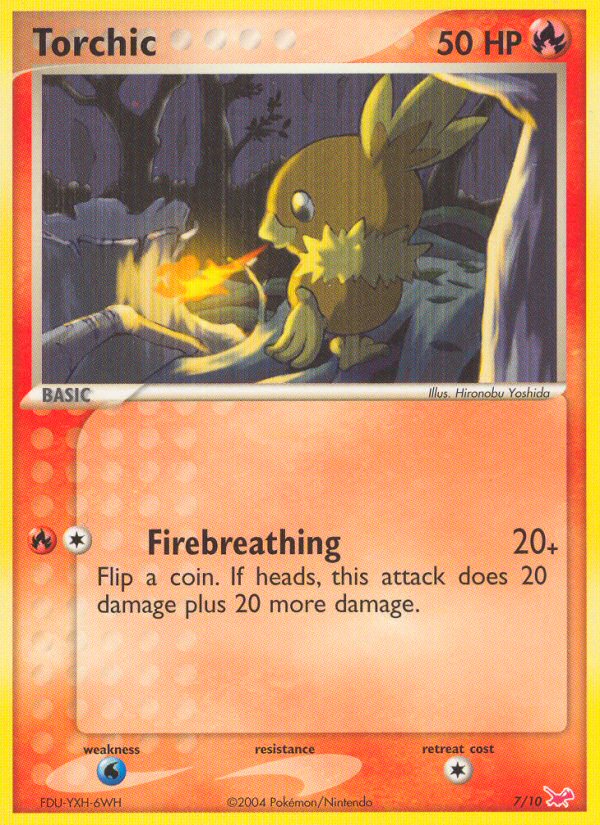 Torchic
50 HP
BASIC
Illus. Hironobu Yoshida
Firebreathing
20+
Flip a coin. If heads, this attack does 20
damage plus 20 more damage.
weakness
resistance
retreat cost
FDU-YXH-6WH
©2004 Pokémon/Nintendo
7/10